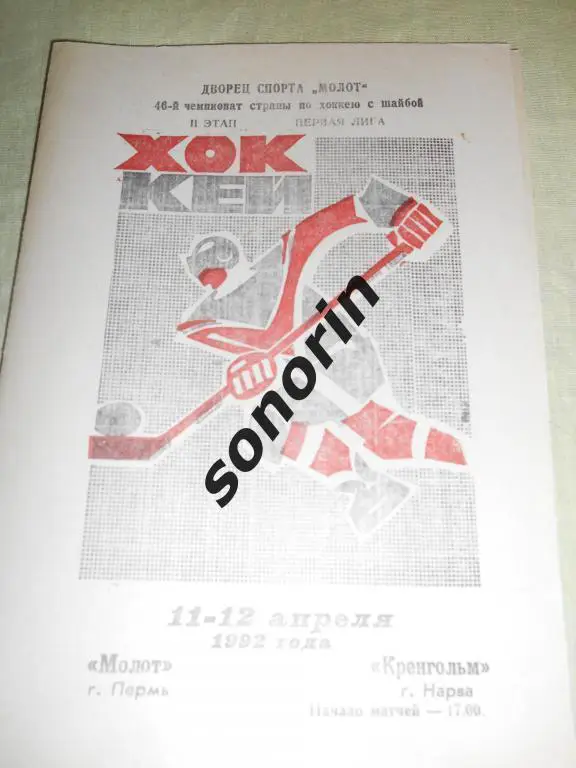 ДВОРЕЦ СПОРТА „МОЛОТ“
46-й чемпионат страны по хоккею с шайбой
II ЭТАП ПЕРВАЯ ЛИГА
ХОК
КЕЙ
sonorin
11-12 апреля
1992 года
«Молот» «Кренгольм»
г. Пермь г. Нарва
Начало матчей — 17.00.